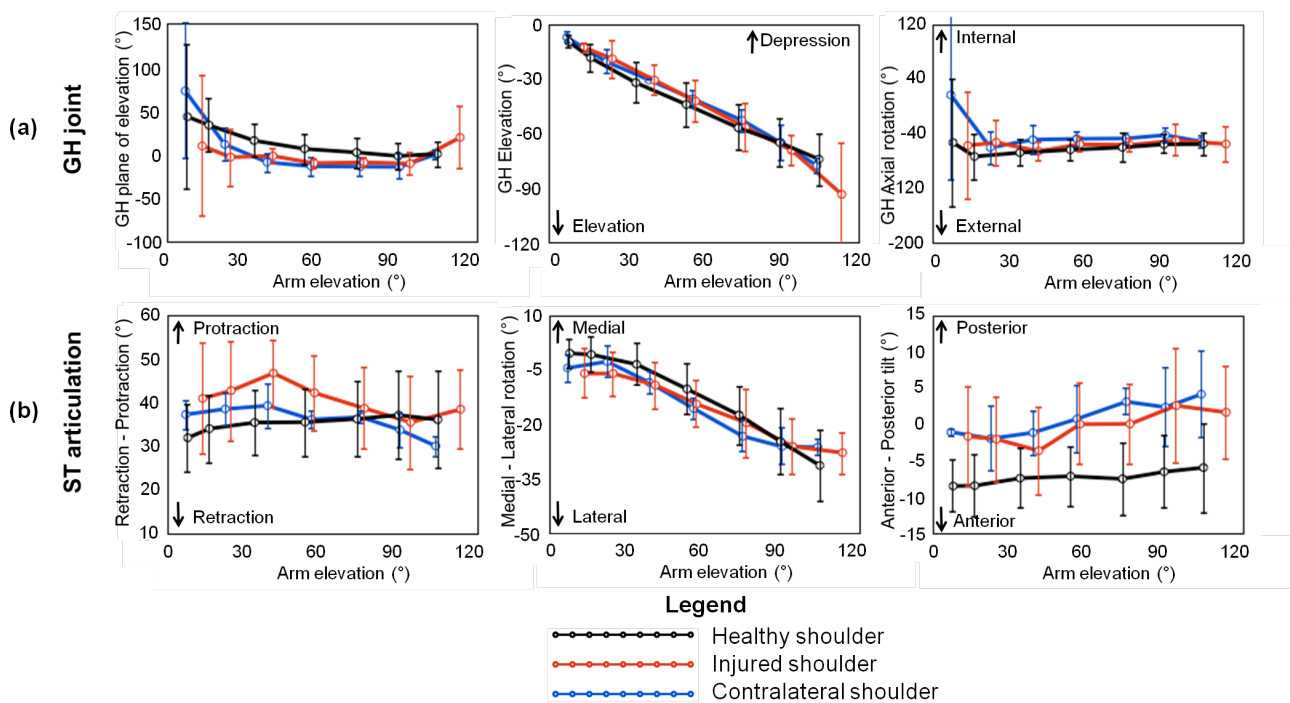 (a)
GH joint
GH plane of elevation (°)
150
100
50
0
-50
-100
0 30 60 90 120
Arm elevation (°)
GH Elevation (°)
0
-30
-60
-90
-120
Depression
Elevation
0 30 60 90 120
Arm elevation (°)
GH Axial rotation (°)
120
40
-40
-120
-200
Internal
External
0 30 60 90 120
Arm elevation (°)
(b)
ST articulation
Retraction - Protraction (°)
60
50
40
30
20
10
Protraction
Retraction
0 30 60 90 120
Arm elevation (°)
Medial - Lateral rotation (°)
10
-5
-20
-35
-50
Medial
Lateral
0 30 60 90 120
Arm elevation (°)
Anterior - Posterior tilt (°)
15
10
5
0
-5
-10
-15
Posterior
Anterior
0 30 60 90 120
Arm elevation (°)
Legend
Healthy shoulder
Injured shoulder
Contralateral shoulder